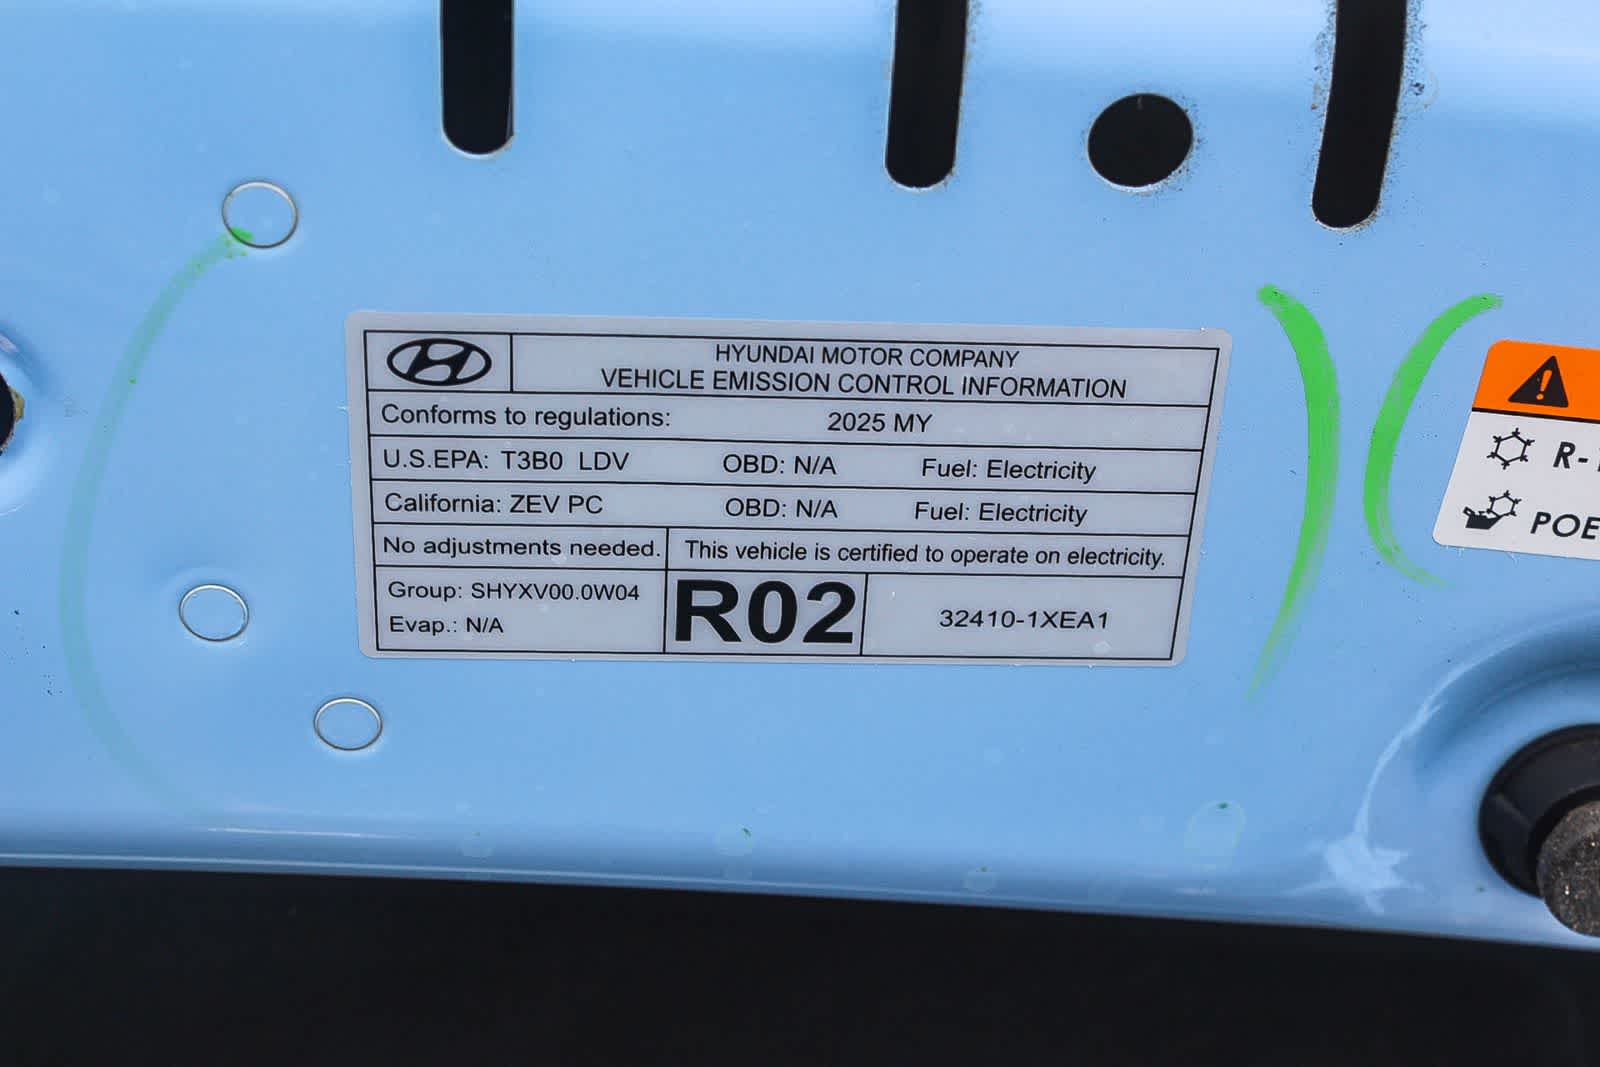 HYUNDAI MOTOR COMPANY
VEHICLE EMISSION CONTROL INFORMATION
Conforms to regulations: 2025 MY
U.S.EPA: T3B0 LDV OBD: N/A Fuel: Electricity
California: ZEV PC OBD: N/A Fuel: Electricity
No adjustments needed. This vehicle is certified to operate on electricity.
Group: SHYXV00.0W04
Evap.: N/A
R02
32410-1XEA1
R-
POE